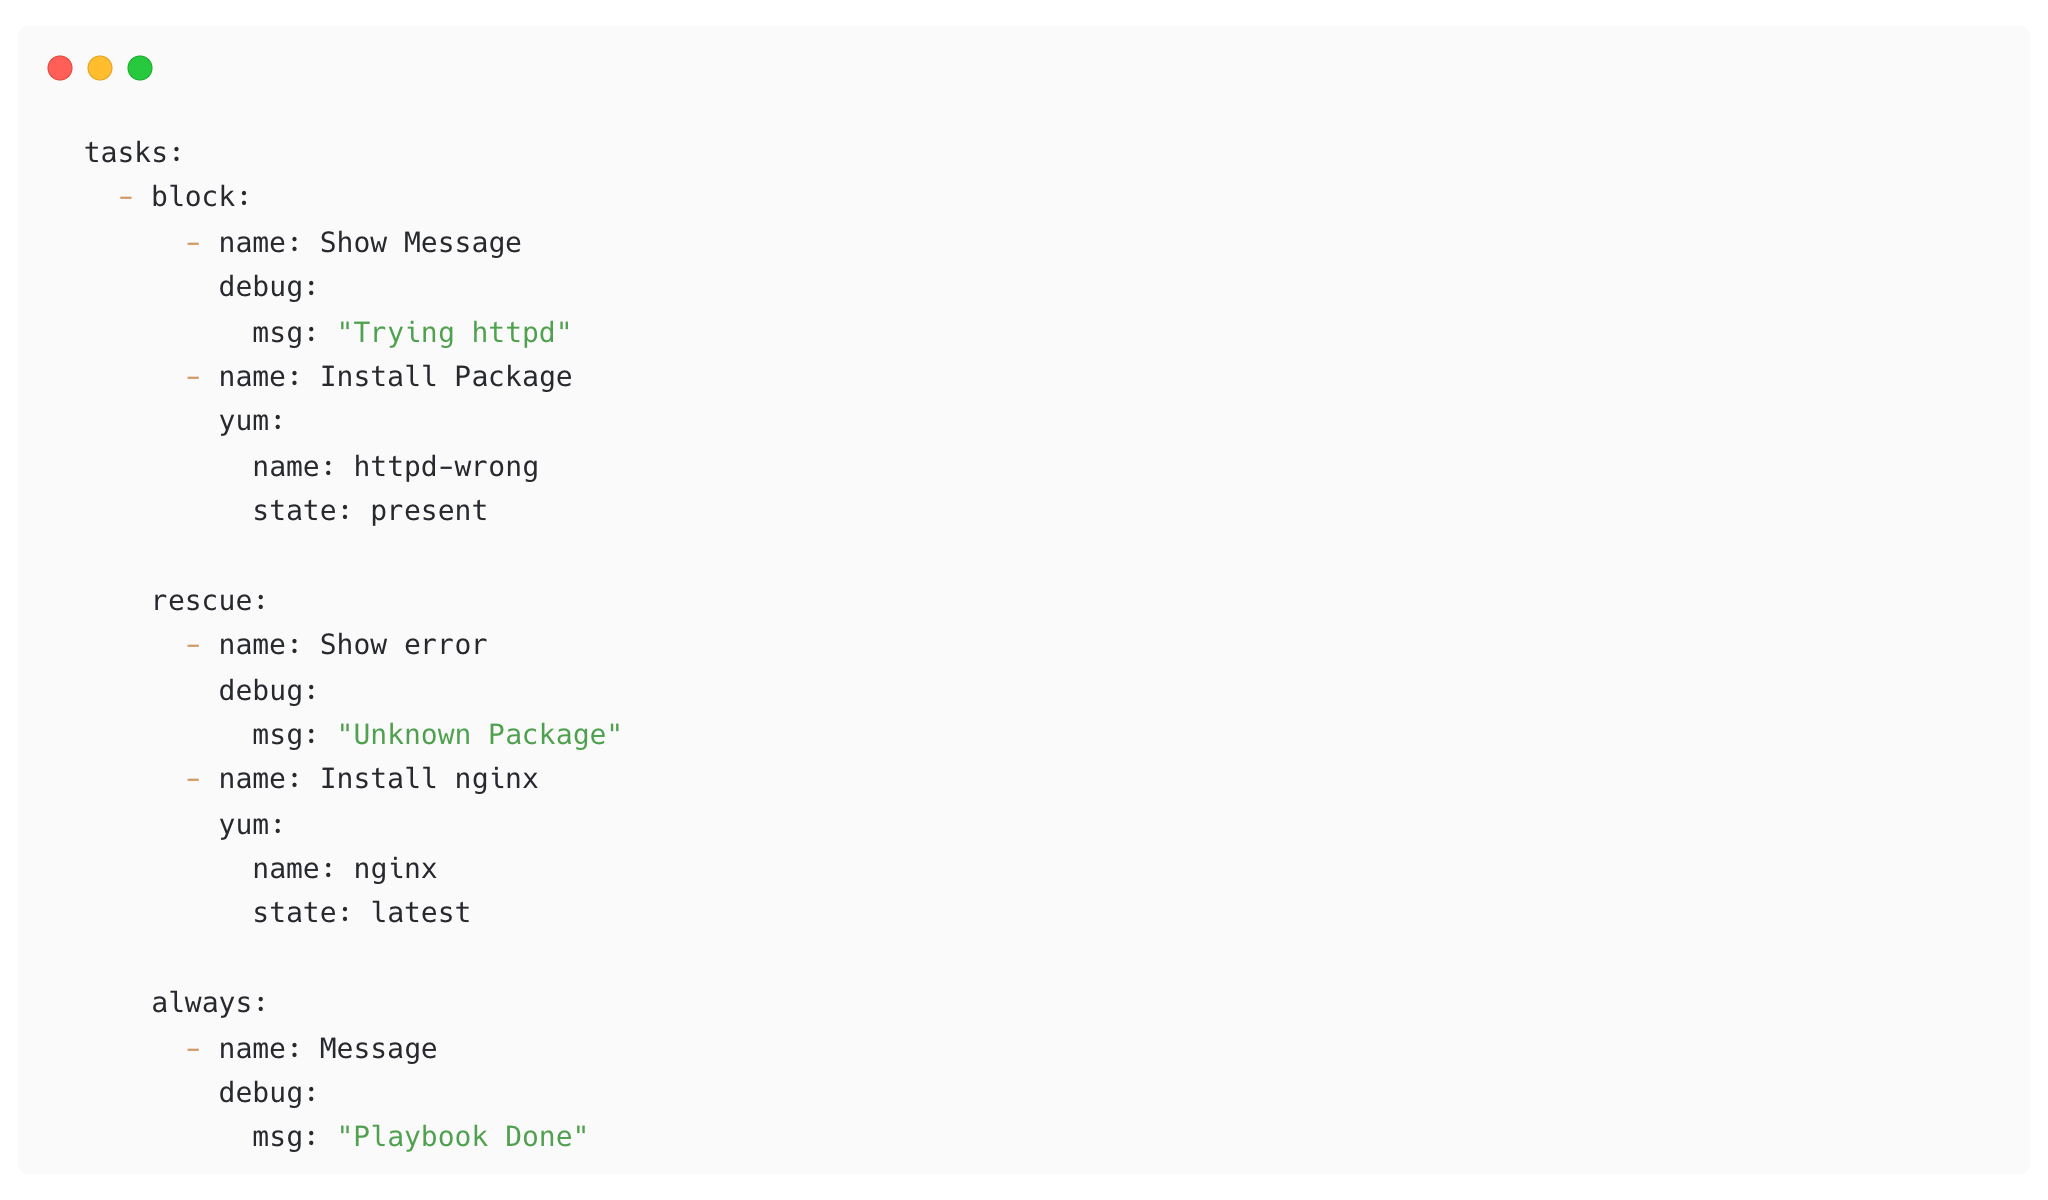 tasks:
  - block:
      - name: Show Message
        debug:
          msg: "Trying httpd"
      - name: Install Package
        yum:
          name: httpd-wrong
          state: present

    rescue:
      - name: Show error
        debug:
          msg: "Unknown Package"
      - name: Install nginx
        yum:
          name: nginx
          state: latest

    always:
      - name: Message
        debug:
          msg: "Playbook Done"